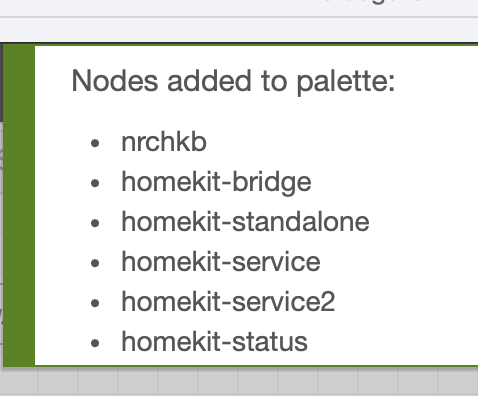 Nodes added to palette:
nrchkb
homekit-bridge
homekit-standalone
homekit-service
homekit-service2
homekit-status